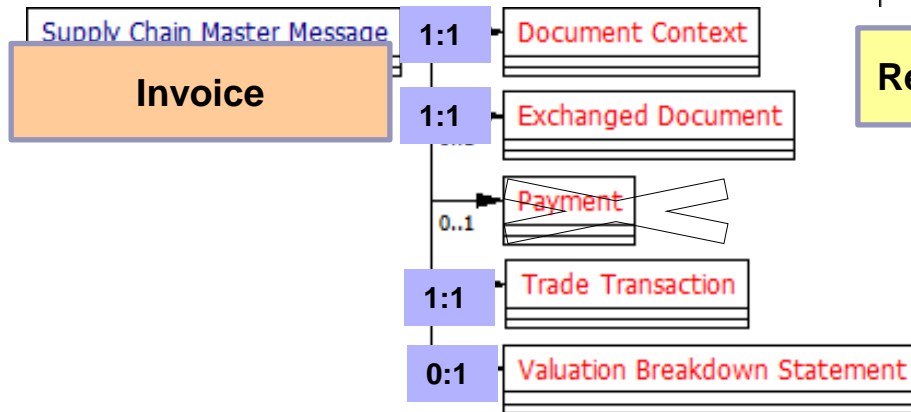 Supply Chain Master Message
1:1
Document Context
Invoice
Re
1:1
Exchanged Document
Payment
0..1
1:1
Trade Transaction
0:1
Valuation Breakdown Statement